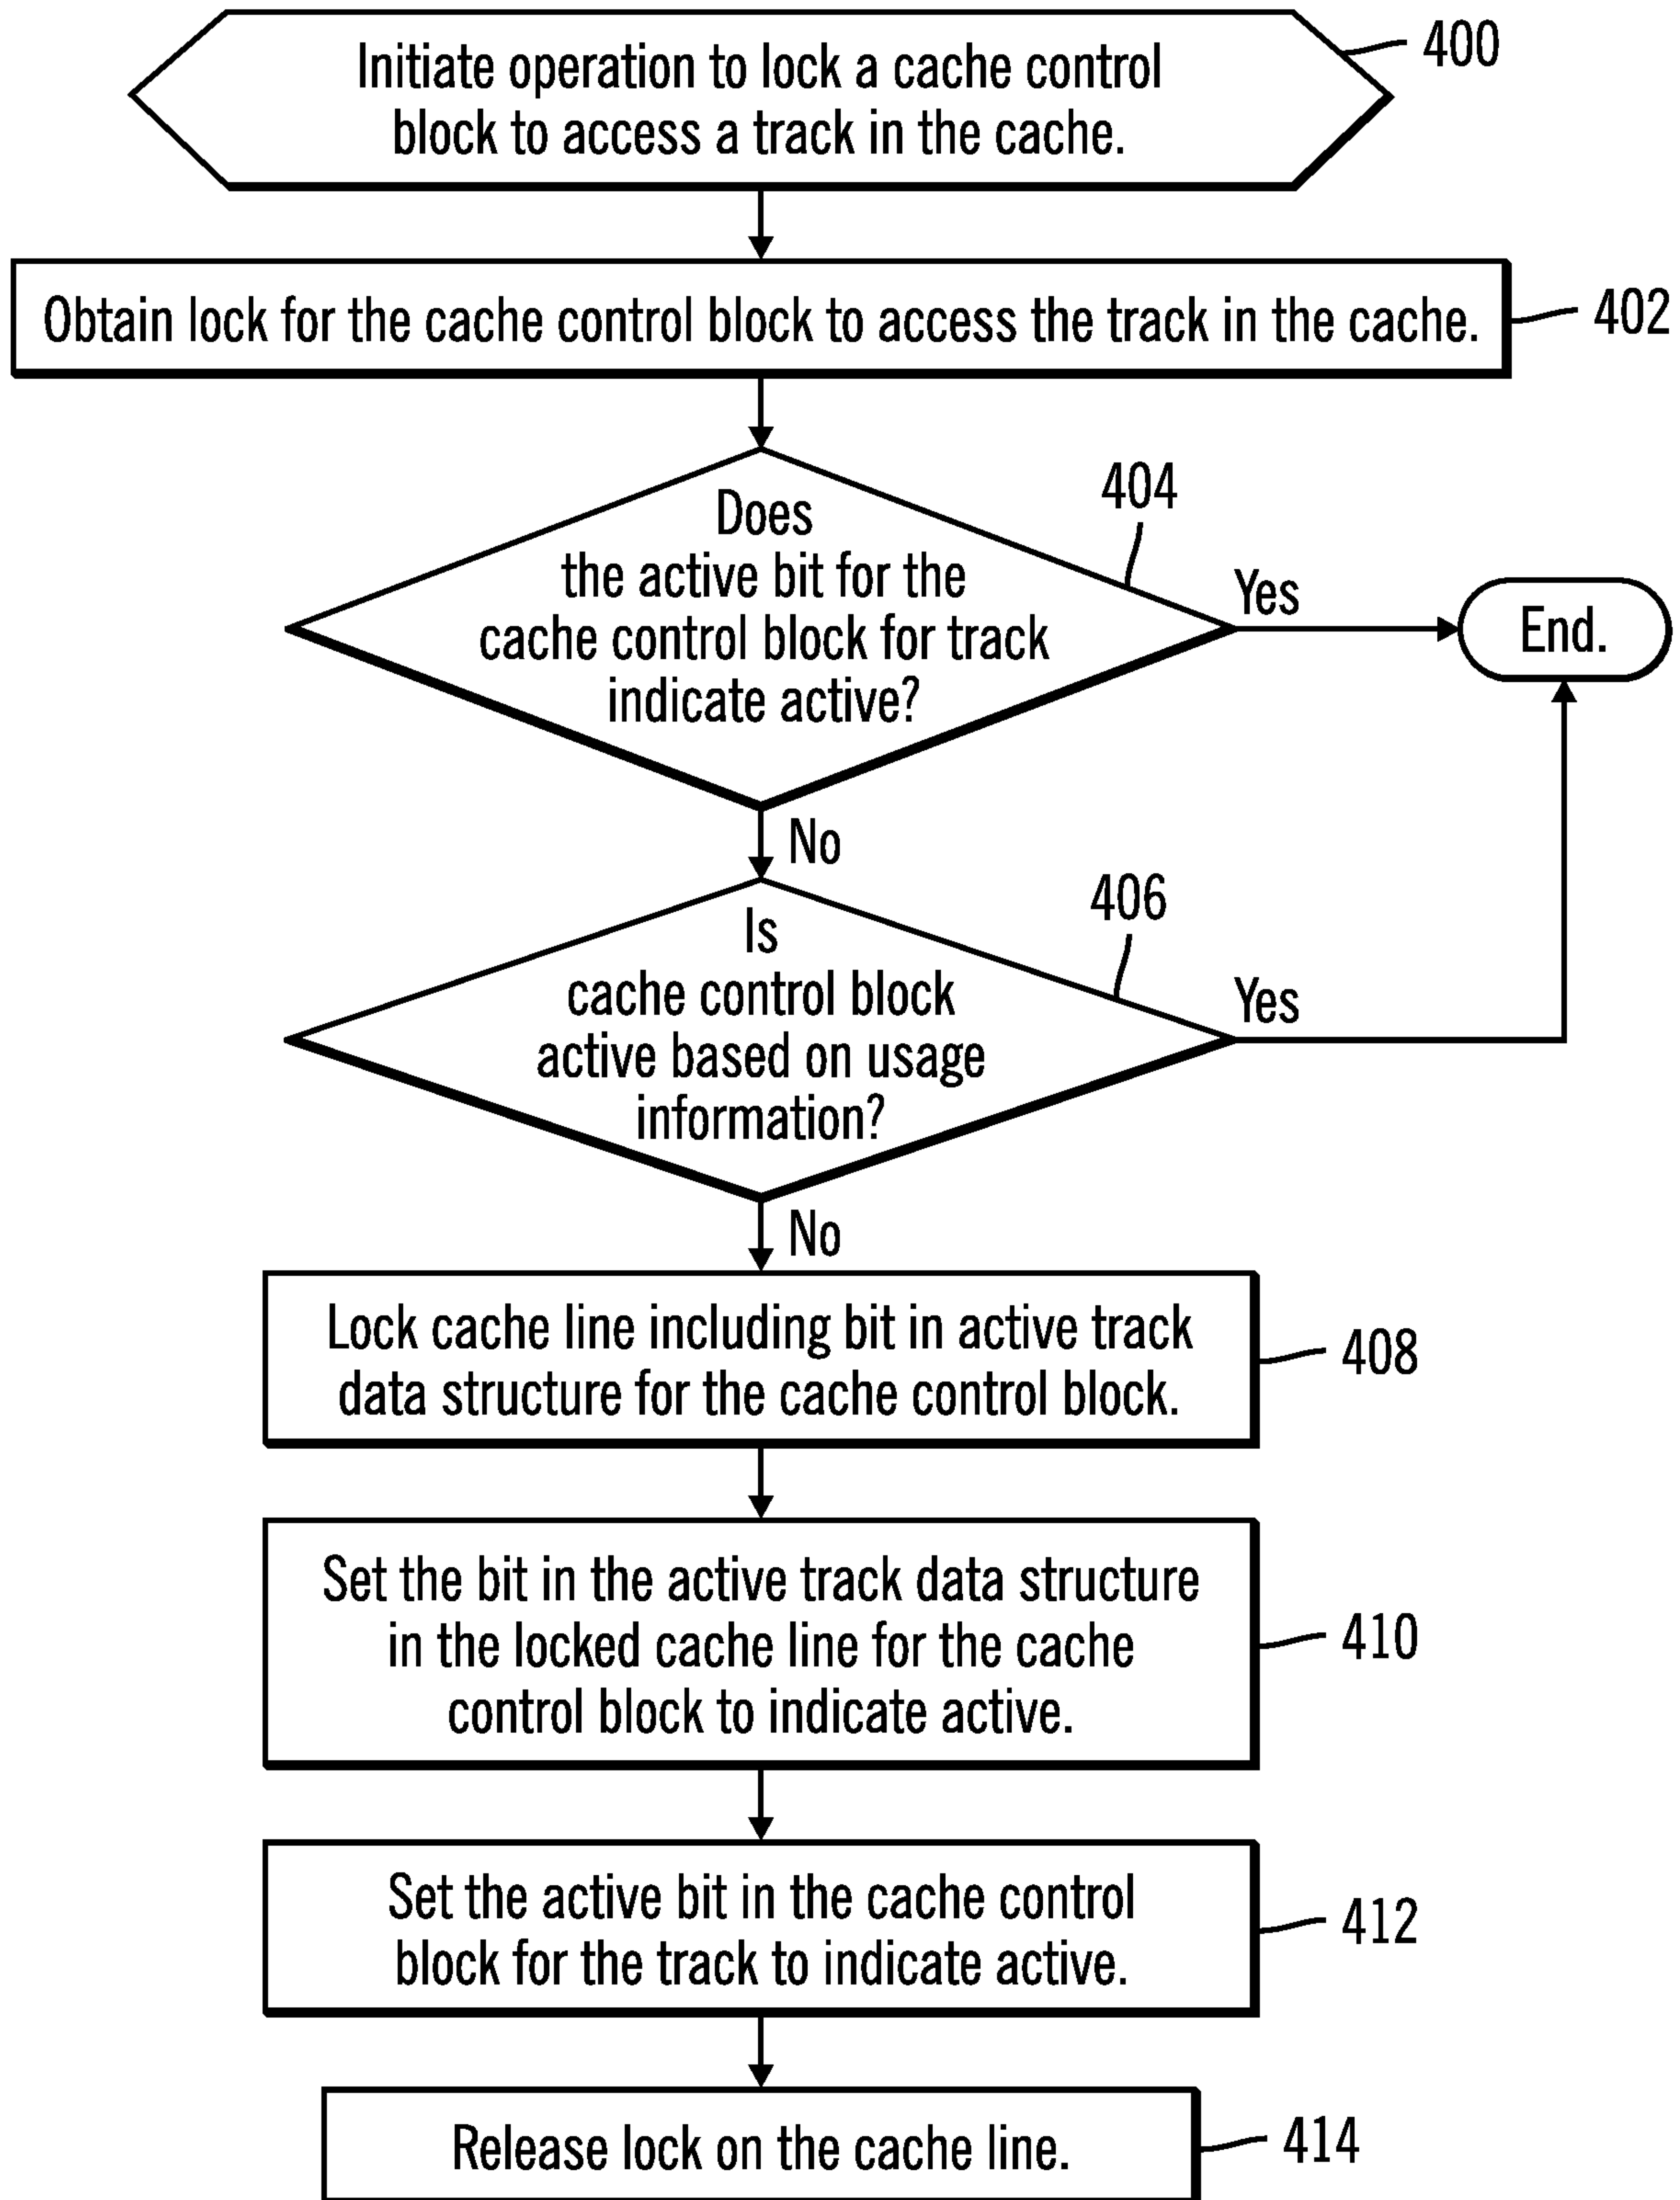 Initiate operation to lock a cache control
block to access a track in the cache.
400
Obtain lock for the cache control block to access the track in the cache.
402
Does
the active bit for the
cache control block for track
indicate active?
404
Yes
End.
No
Is
cache control block
active based on usage
information?
406
Yes
No
Lock cache line including bit in active track
data structure for the cache control block.
408
Set the bit in the active track data structure
in the locked cache line for the cache
control block to indicate active.
410
Set the active bit in the cache control
block for the track to indicate active.
412
Release lock on the cache line.
414